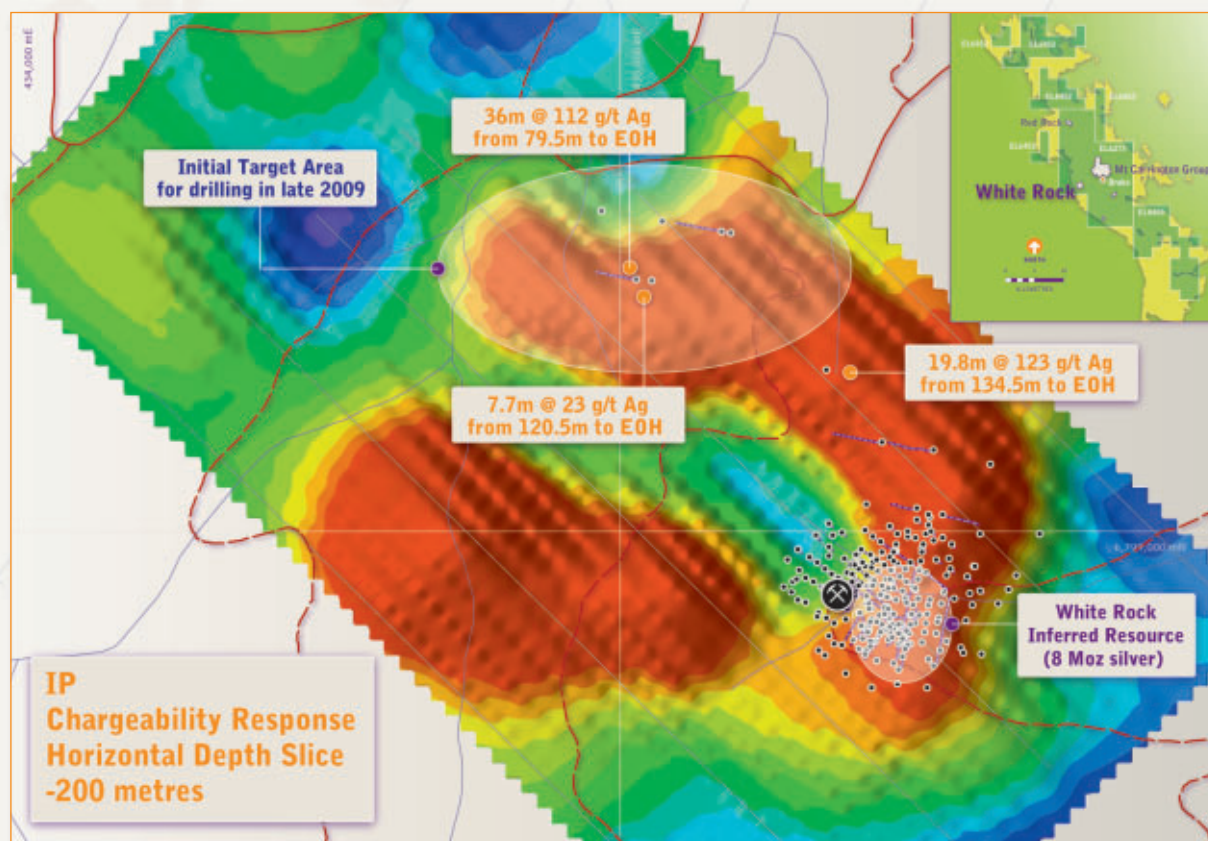 434,000 mE
36m @ 112 g/t Ag
from 79.5m to EOH
Initial Target Area
for drilling in late 2009
Red Rock
Mt Carrington Group
White Rock
NORTH
19.8m @ 123 g/t Ag
from 134.5m to EOH
7.7m @ 23 g/t Ag
from 120.5m to EOH
White Rock
Inferred Resource
(8 Moz silver)
IP
Chargeability Response
Horizontal Depth Slice
-200 metres